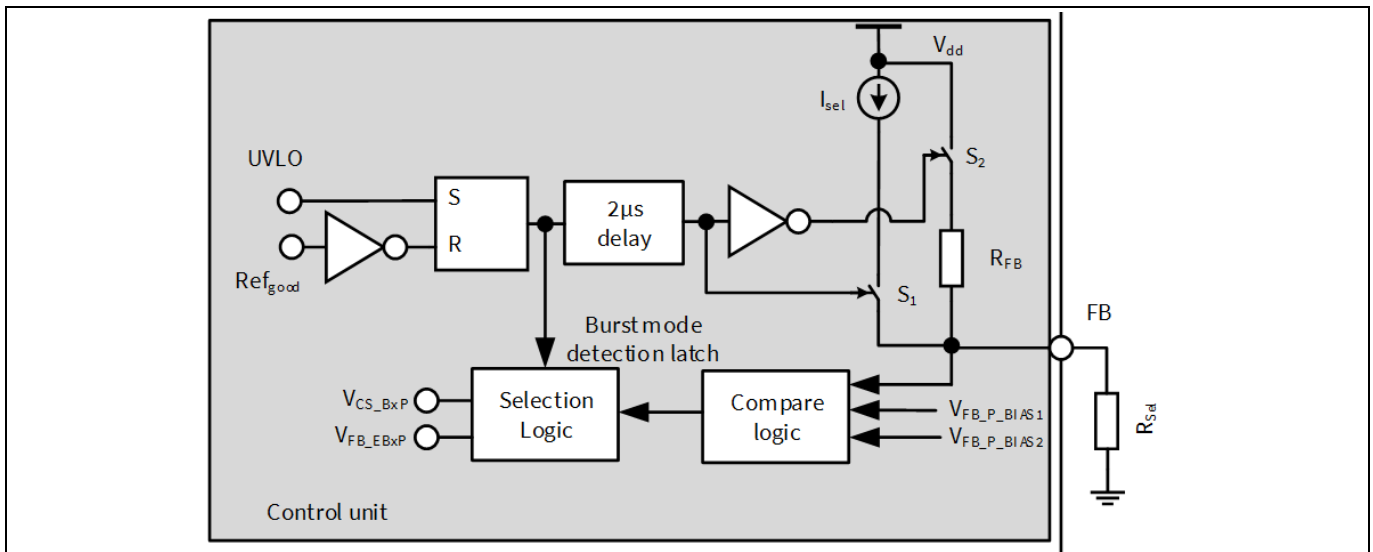 Vdd
Isel
UVLO
S
R
Refgood
2µs
delay
S2
RFB
S1
FB
Burst mode
detection latch
VCS_BxP
VFB_EBxP
Selection
Logic
Compare
logic
VFB_P_BIAS1
VFB_P_BIAS2
RSel
Control unit